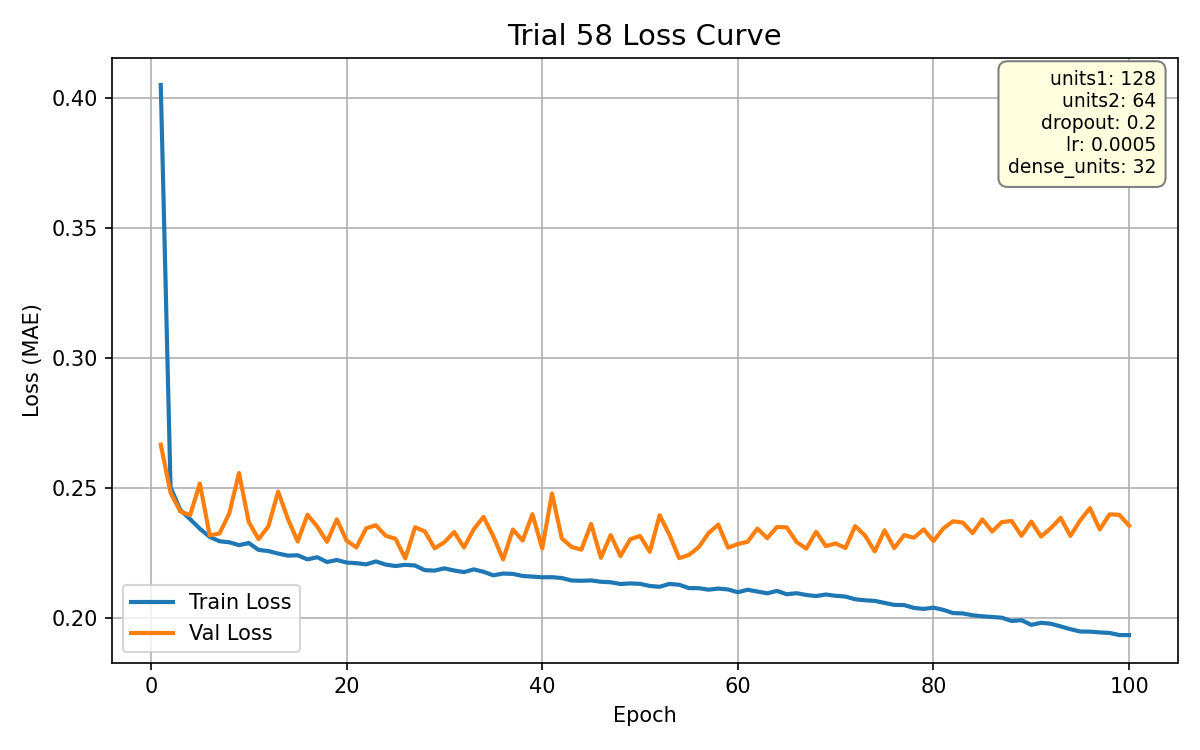 Trial 58 Loss Curve
units1: 128
units2: 64
dropout: 0.2
lr: 0.0005
dense_units: 32
Loss (MAE)
0.40
0.35
0.30
0.25
0.20
Train Loss
Val Loss
0 20 40 60 80 100
Epoch